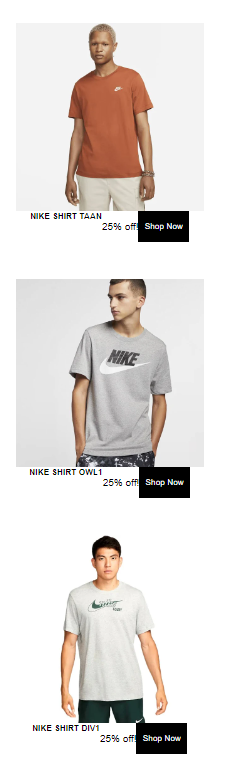 NIKE SHIRT TAAN
25% off! Shop Now
NIKE
NIKE SHIRT OWL1
25% off! Shop Now
NIKE SHIRT DIV1
25% off! Shop Now